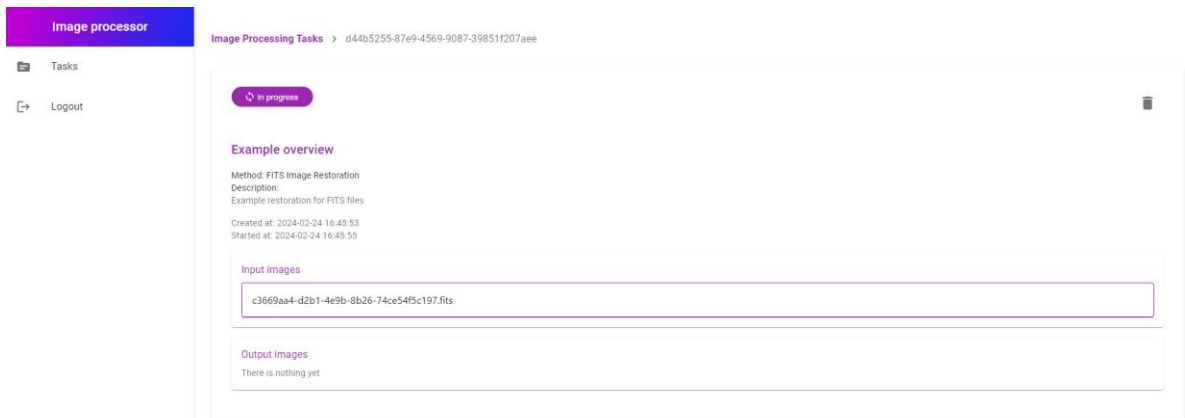 Image processor
Tasks
Logout
Image Processing Tasks > d44b5255-87e9-4569-9087-39851f207aee
In progress
Example overview
Method: FITS Image Restoration
Description:
Example restoration for FITS files
Created at: 2024-02-24 16:45:53
Started at: 2024-02-24 16:45:55
Input images
c3669aa4-d2b1-4e9b-8b26-74ce54f5c197.fits
Output images
There is nothing yet